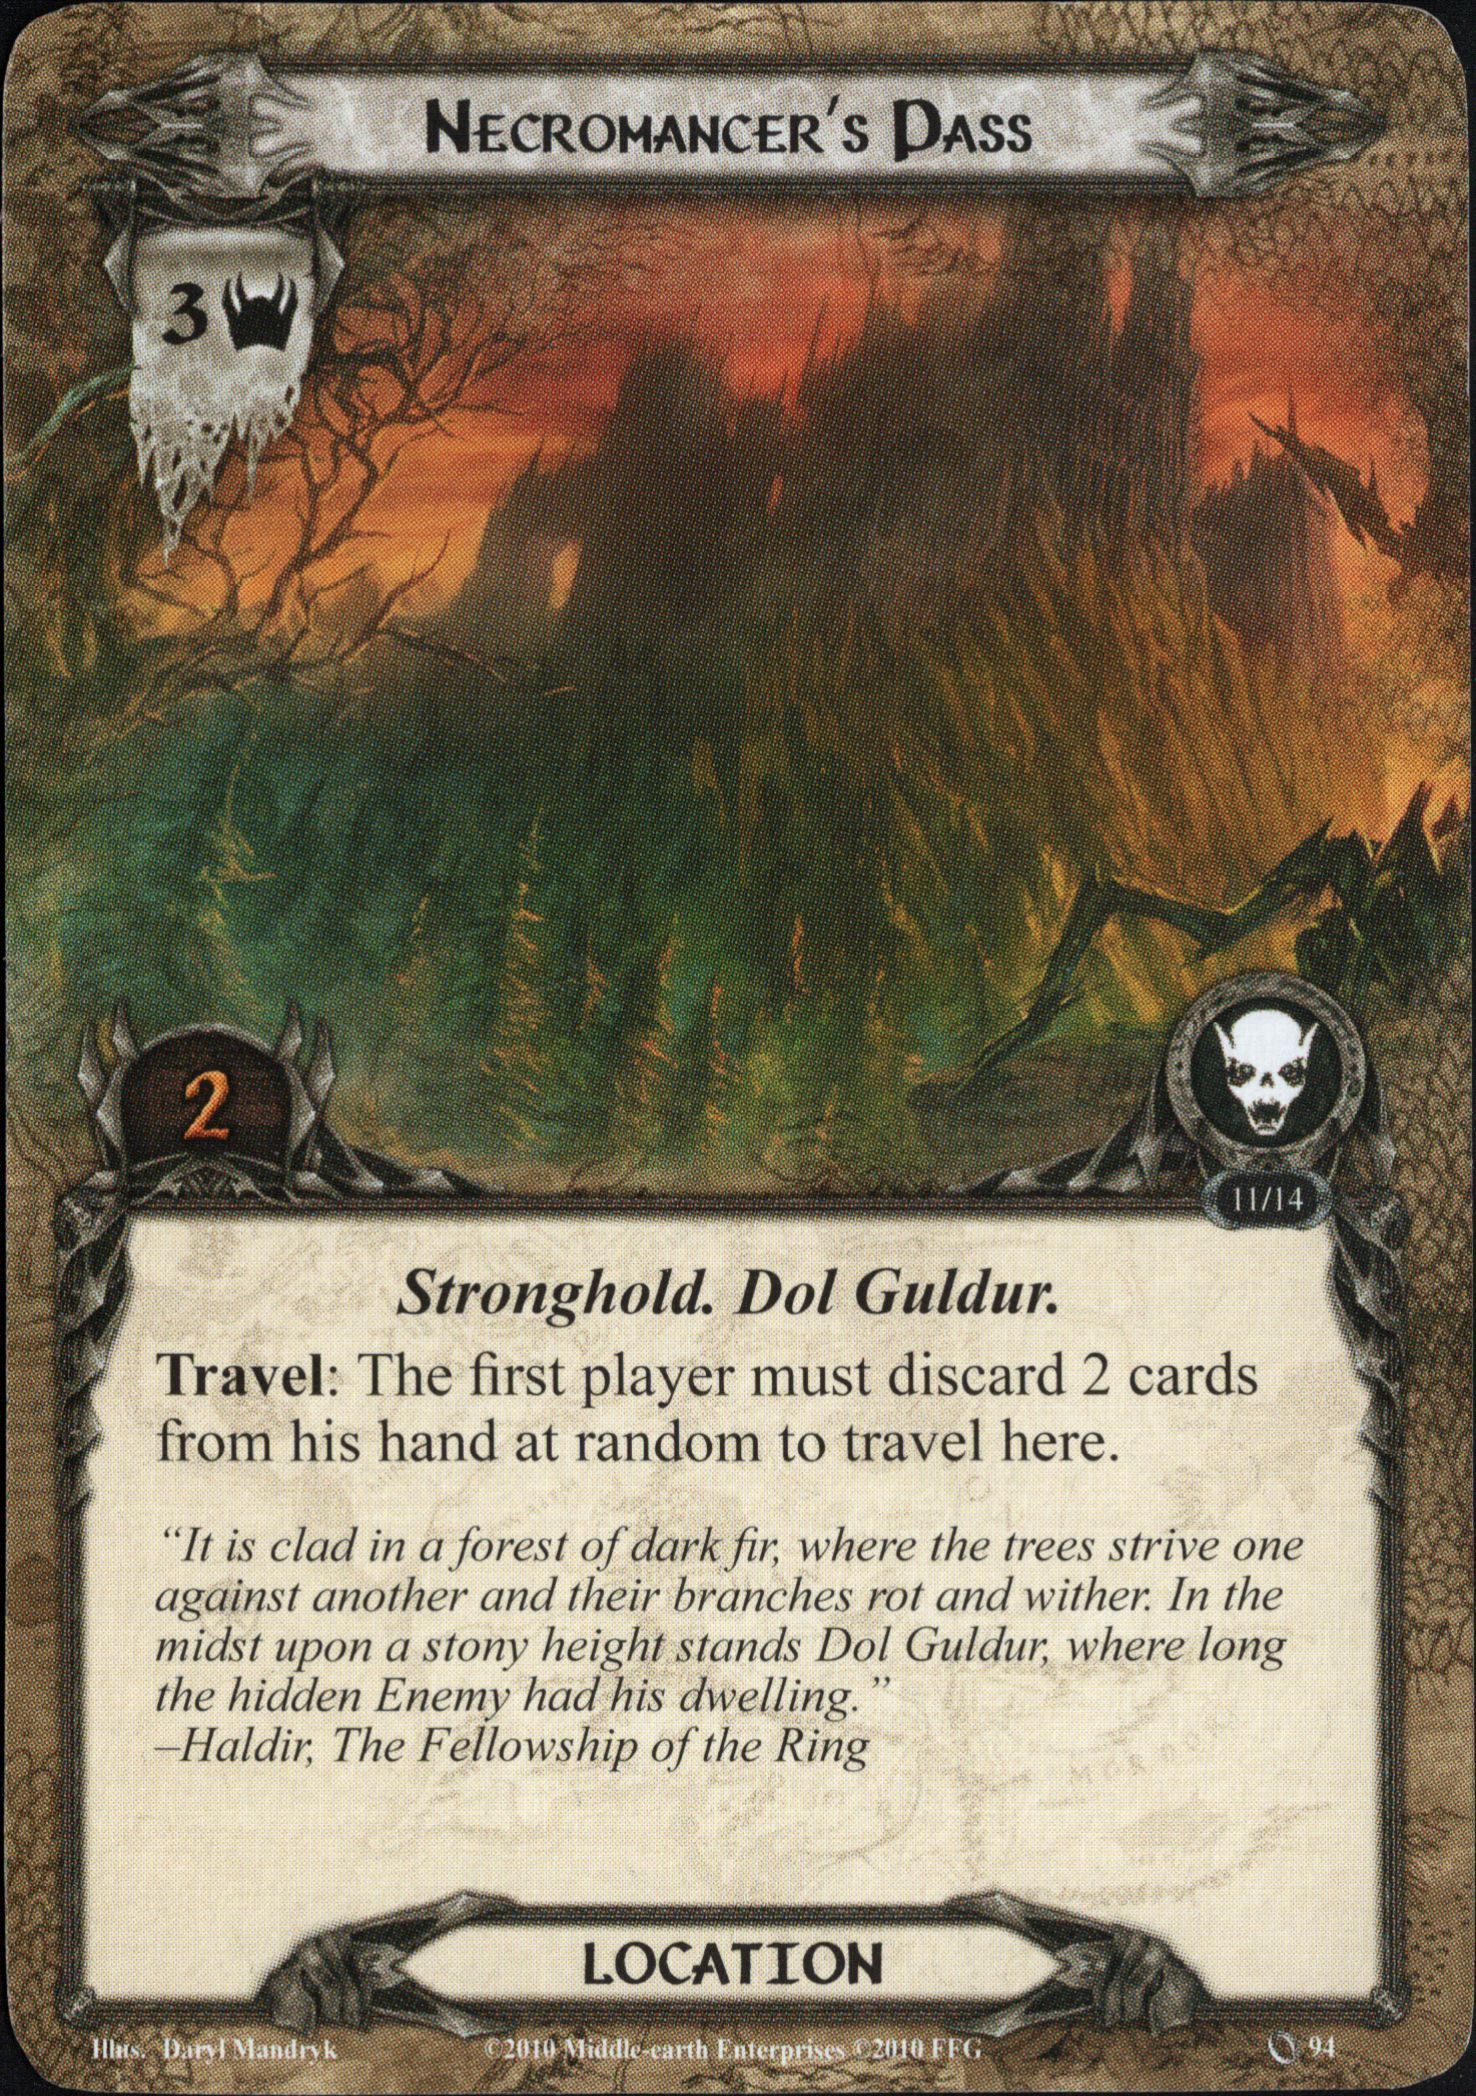 Necromancer's Pass
3
2
11/14
Stronghold. Dol Guldur.
Travel: The first player must discard 2 cards
from his hand at random to travel here.
“It is clad in a forest of dark fir, where the trees strive one
against another and their branches rot and wither. In the
midst upon a stony height stands Dol Guldur, where long
the hidden Enemy had his dwelling.”
–Haldir, The Fellowship of the Ring
LOCATION
Illus. Daryl Mandryk ©2010 Middle-earth Enterprises ©2010 FFG 94